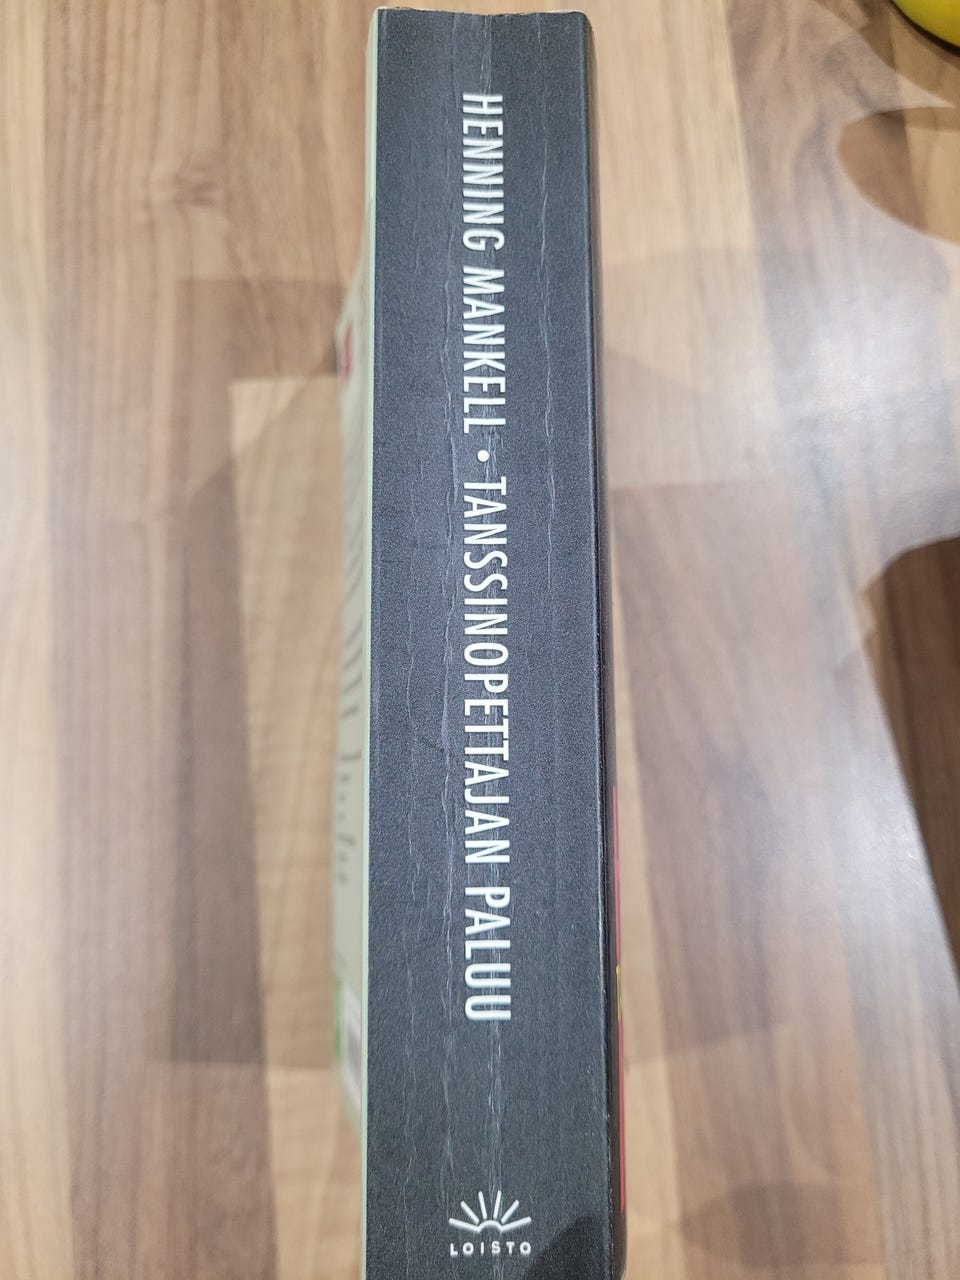 HENNING MANKELL • TANSSINOPETTAJAN PALUU
LOISTO